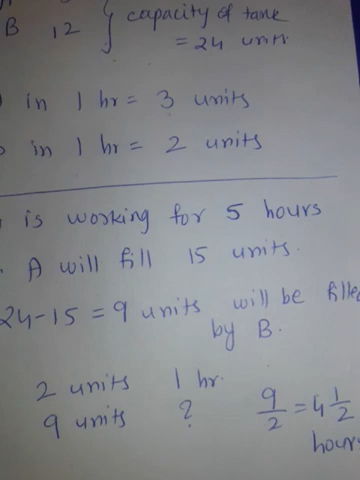 B 12 } capacity of tank
= 24 units.
in 1 hr = 3 units
in 1 hr = 2 units
is working for 5 hours
. A will fill 15 units.
24-15 = 9 units will be filled
by B.
2 units 1 hr.
9 units ? 9/2 = 4 1/2
hours